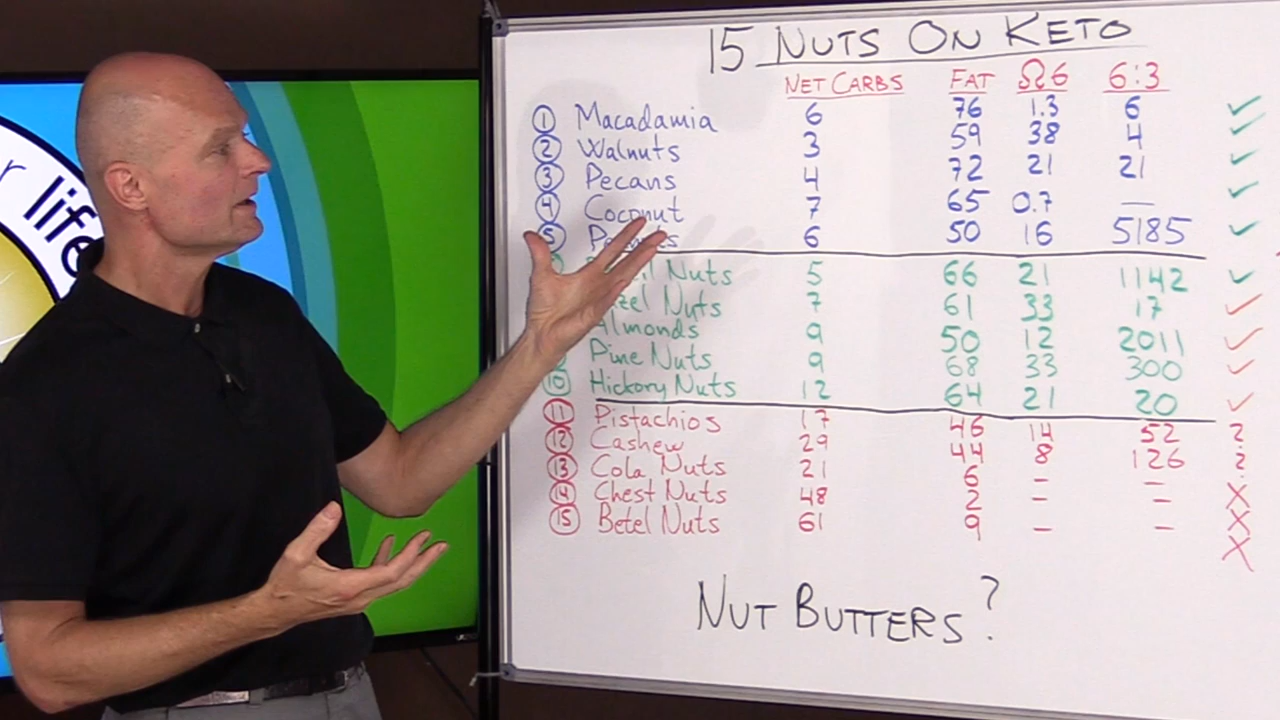 15 NUTS ON KETO
NET CARBS FAT Ω6 6:3
1 Macadamia 6 76 1.3 6 ✓
2 Walnuts 3 59 38 4 ✓
3 Pecans 4 72 21 21 ✓
4 Coconut 7 65 0.7 — ✓
5 6 50 16 5185 ✓
Nuts 5 66 21 1142 ✓
Nuts 7 61 33 17 ✓
Almonds 9 50 12 2011 ✓
Pine Nuts 9 68 33 300 ✓
10 Hickory Nuts 12 64 21 20 ✓
11 Pistachios 17 46 14 52 ?
12 Cashew 29 44 8 126 ?
13 Cola Nuts 21 6 – – X
14 Chest Nuts 48 2 – – X
15 Betel Nuts 61 9 – – X
NUT BUTTERS?
life